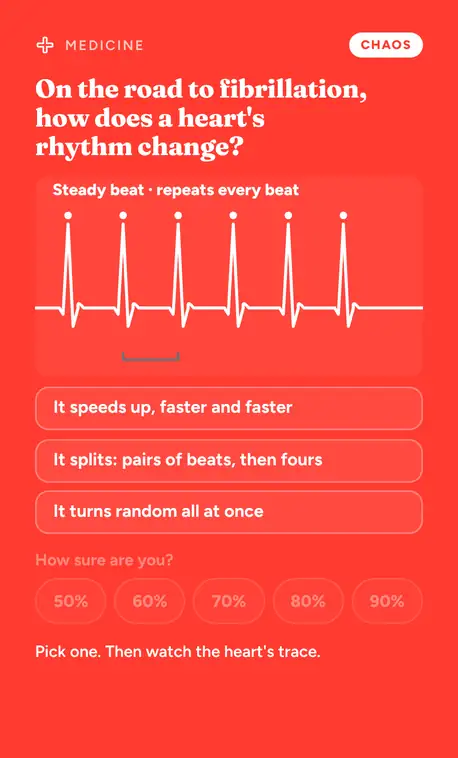 MEDICINE
CHAOS
On the road to fibrillation,
how does a heart's
rhythm change?
Steady beat · repeats every beat
It speeds up, faster and faster
It splits: pairs of beats, then fours
It turns random all at once
How sure are you?
50% 60% 70% 80% 90%
Pick one. Then watch the heart's trace.